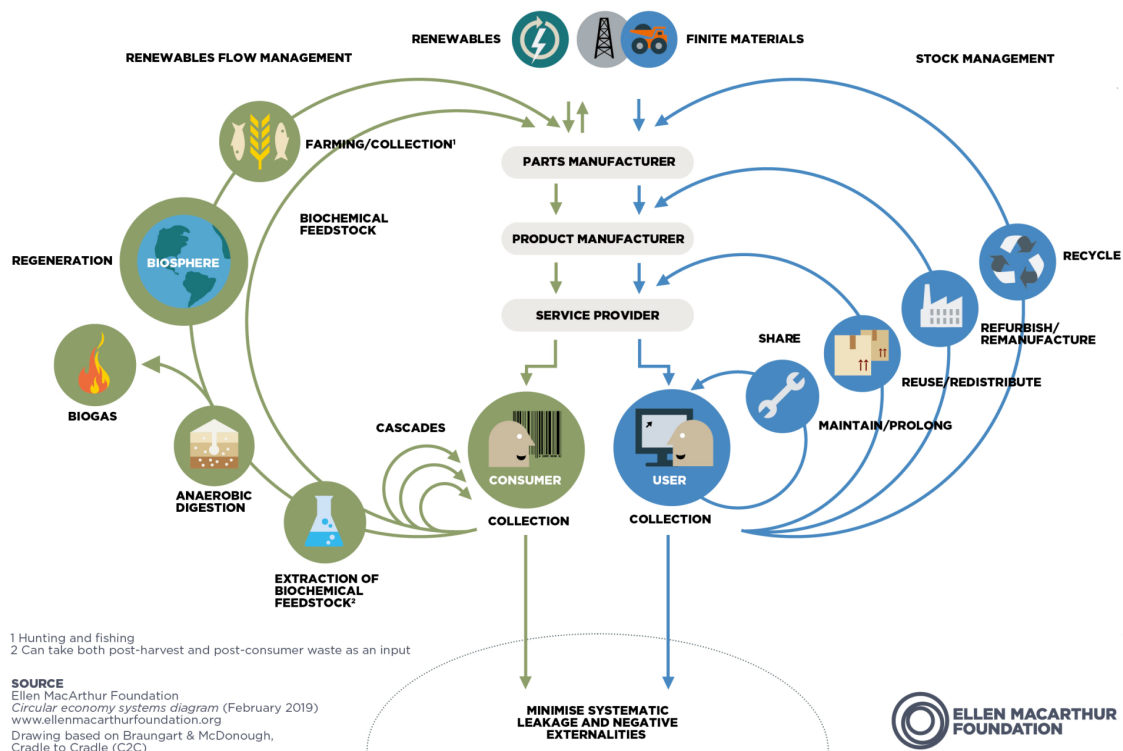 RENEWABLES
FINITE MATERIALS
RENEWABLES FLOW MANAGEMENT
STOCK MANAGEMENT
FARMING/COLLECTION¹
PARTS MANUFACTURER
BIOCHEMICAL
FEEDSTOCK
PRODUCT MANUFACTURER
REGENERATION
BIOSPHERE
RECYCLE
SERVICE PROVIDER
SHARE
REFURBISH/
REMANUFACTURE
REUSE/REDISTRIBUTE
BIOGAS
CASCADES
MAINTAIN/PROLONG
CONSUMER
USER
ANAEROBIC
DIGESTION
COLLECTION
COLLECTION
EXTRACTION OF
BIOCHEMICAL
FEEDSTOCK²
1 Hunting and fishing
2 Can take both post-harvest and post-consumer waste as an input
SOURCE
Ellen MacArthur Foundation
Circular economy systems diagram (February 2019)
www.ellenmacarthurfoundation.org
Drawing based on Braungart & McDonough,
Cradle to Cradle (C2C)
MINIMISE SYSTEMATIC
LEAKAGE AND NEGATIVE
EXTERNALITIES
ELLEN MACARTHUR
FOUNDATION